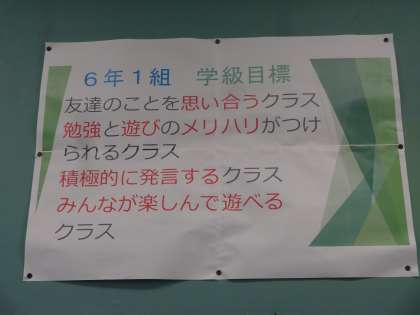 6年1組 学級目標
友達のことを思い合うクラス
勉強と遊びのメリハリがつけ
られるクラス
積極的に発言するクラス
みんなが楽しんで遊べる
クラス